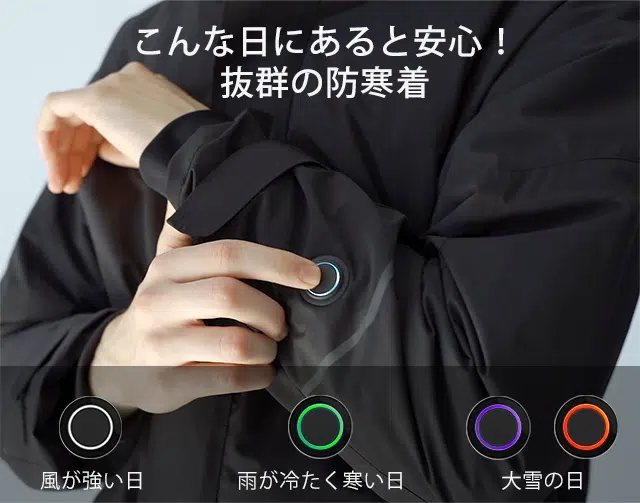 こんな日にあると安心！
抜群の防寒着
風が強い日
雨が冷たく寒い日
大雪の日